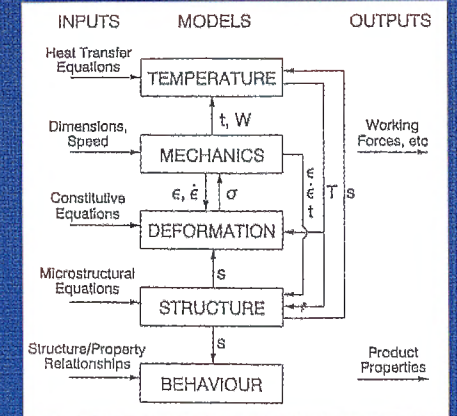 INPUTS MODELS OUTPUTS
Heat Transfer
Equations
TEMPERATURE
t, W
Dimensions,
Speed
MECHANICS
Working
Forces, etc
ϵ, ϵ̇ σ
ϵ
ϵ̇
t
T s
Constitutive
Equations
DEFORMATION
s
Microstructural
Equations
STRUCTURE
s
Structure/Property
Relationships
BEHAVIOUR
Product
Properties